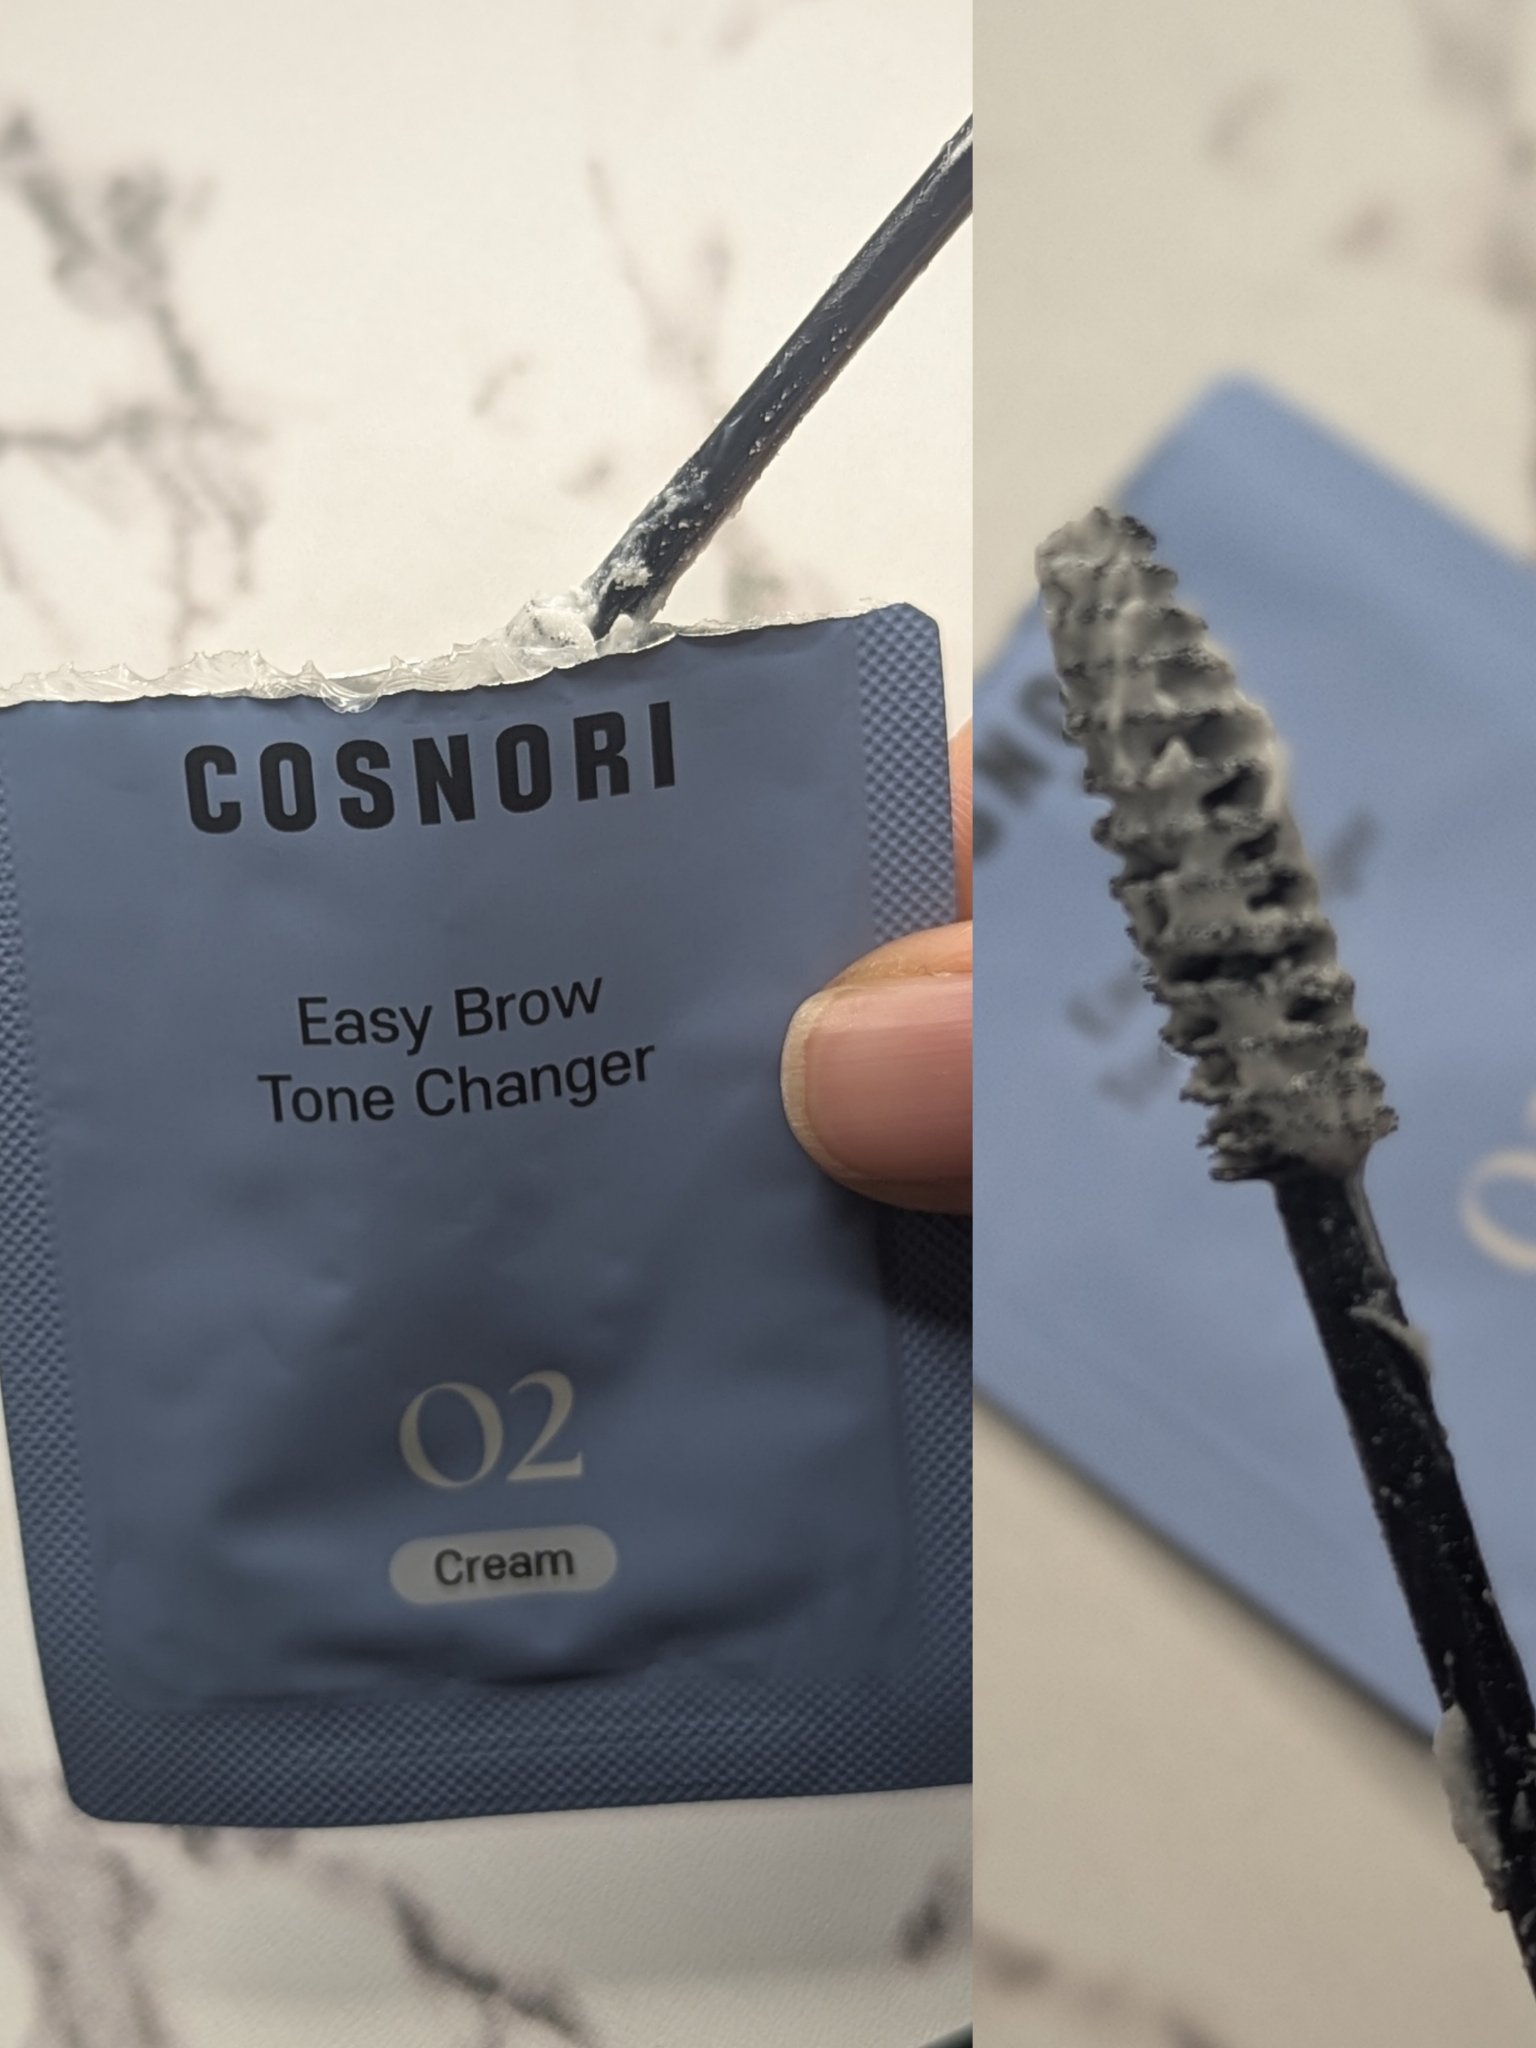 COSNORI
Easy Brow
Tone Changer
02
Cream